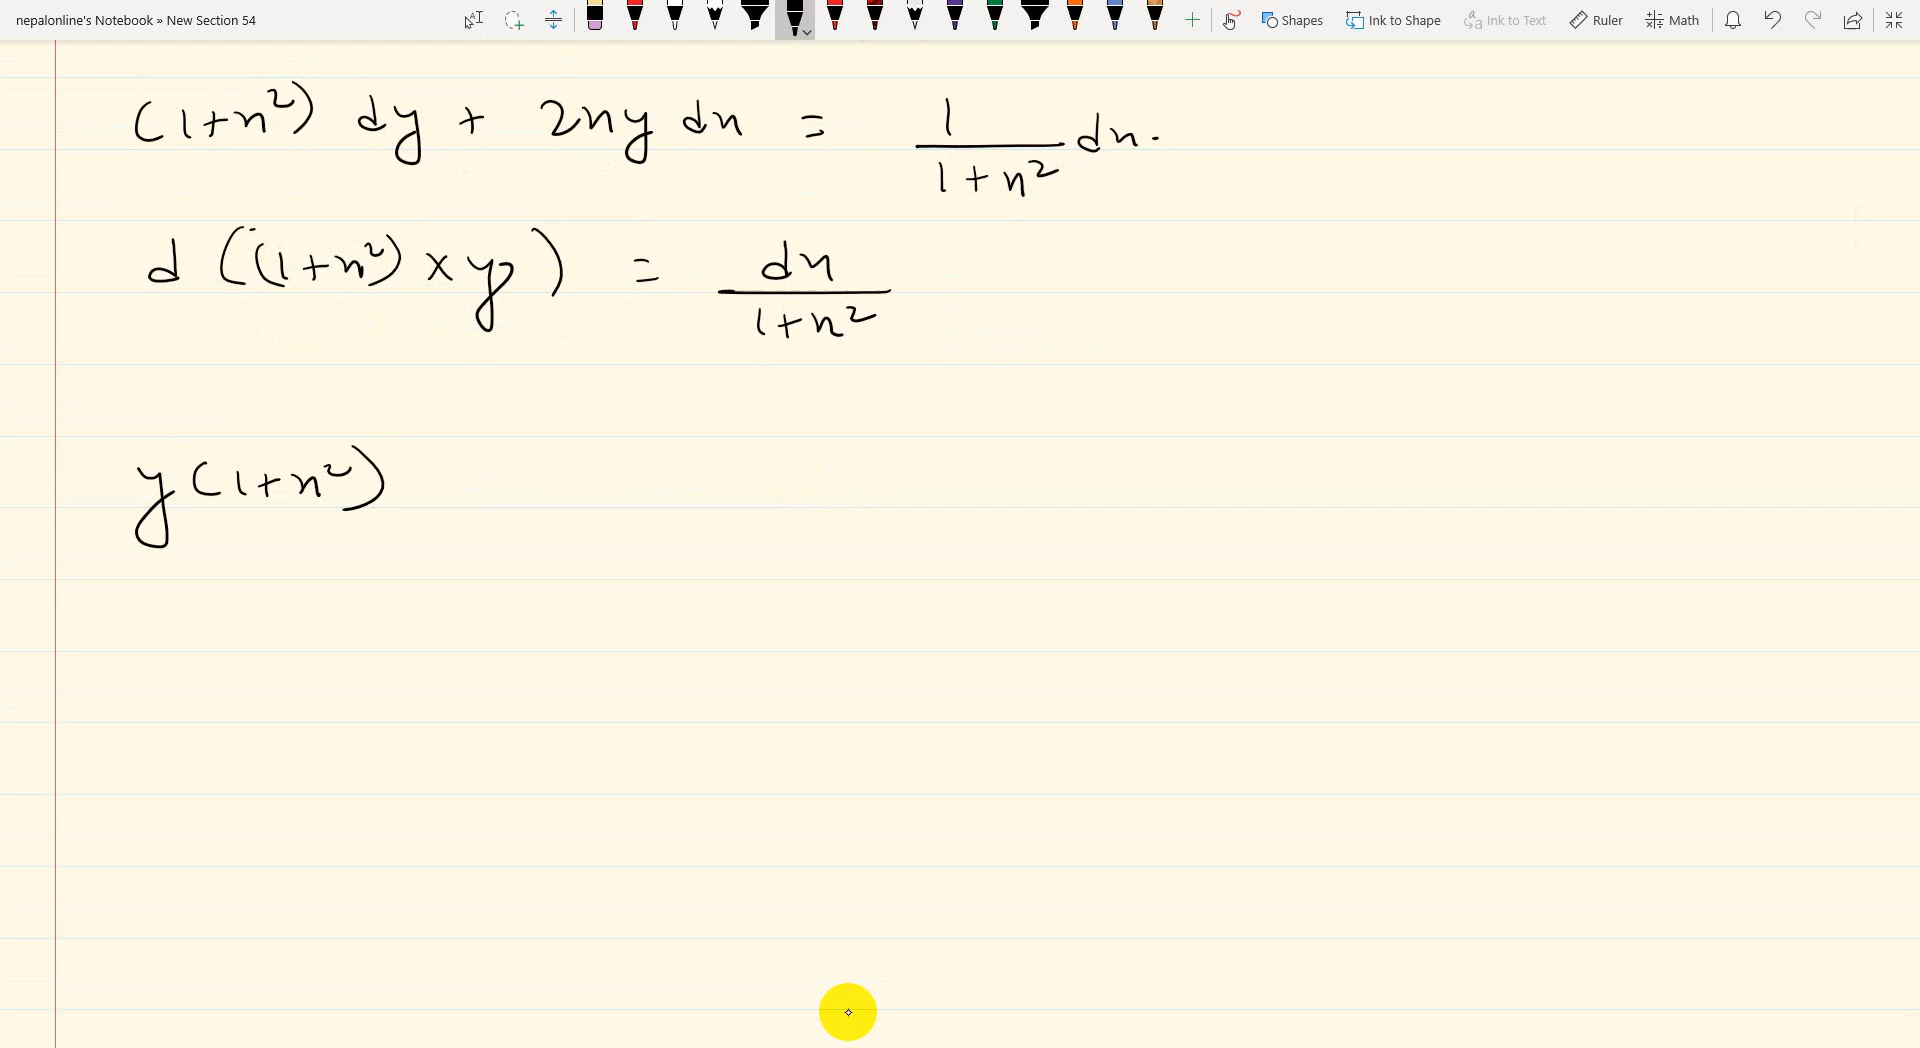 nepalonline's Notebook » New Section 54
Shapes Ink to Shape Ink to Text Ruler Math
(1+x²) dy + 2xy dx = 1/(1+x²) dx.
d ((1+x²) × y) = dx/(1+x²)
y(1+x²)